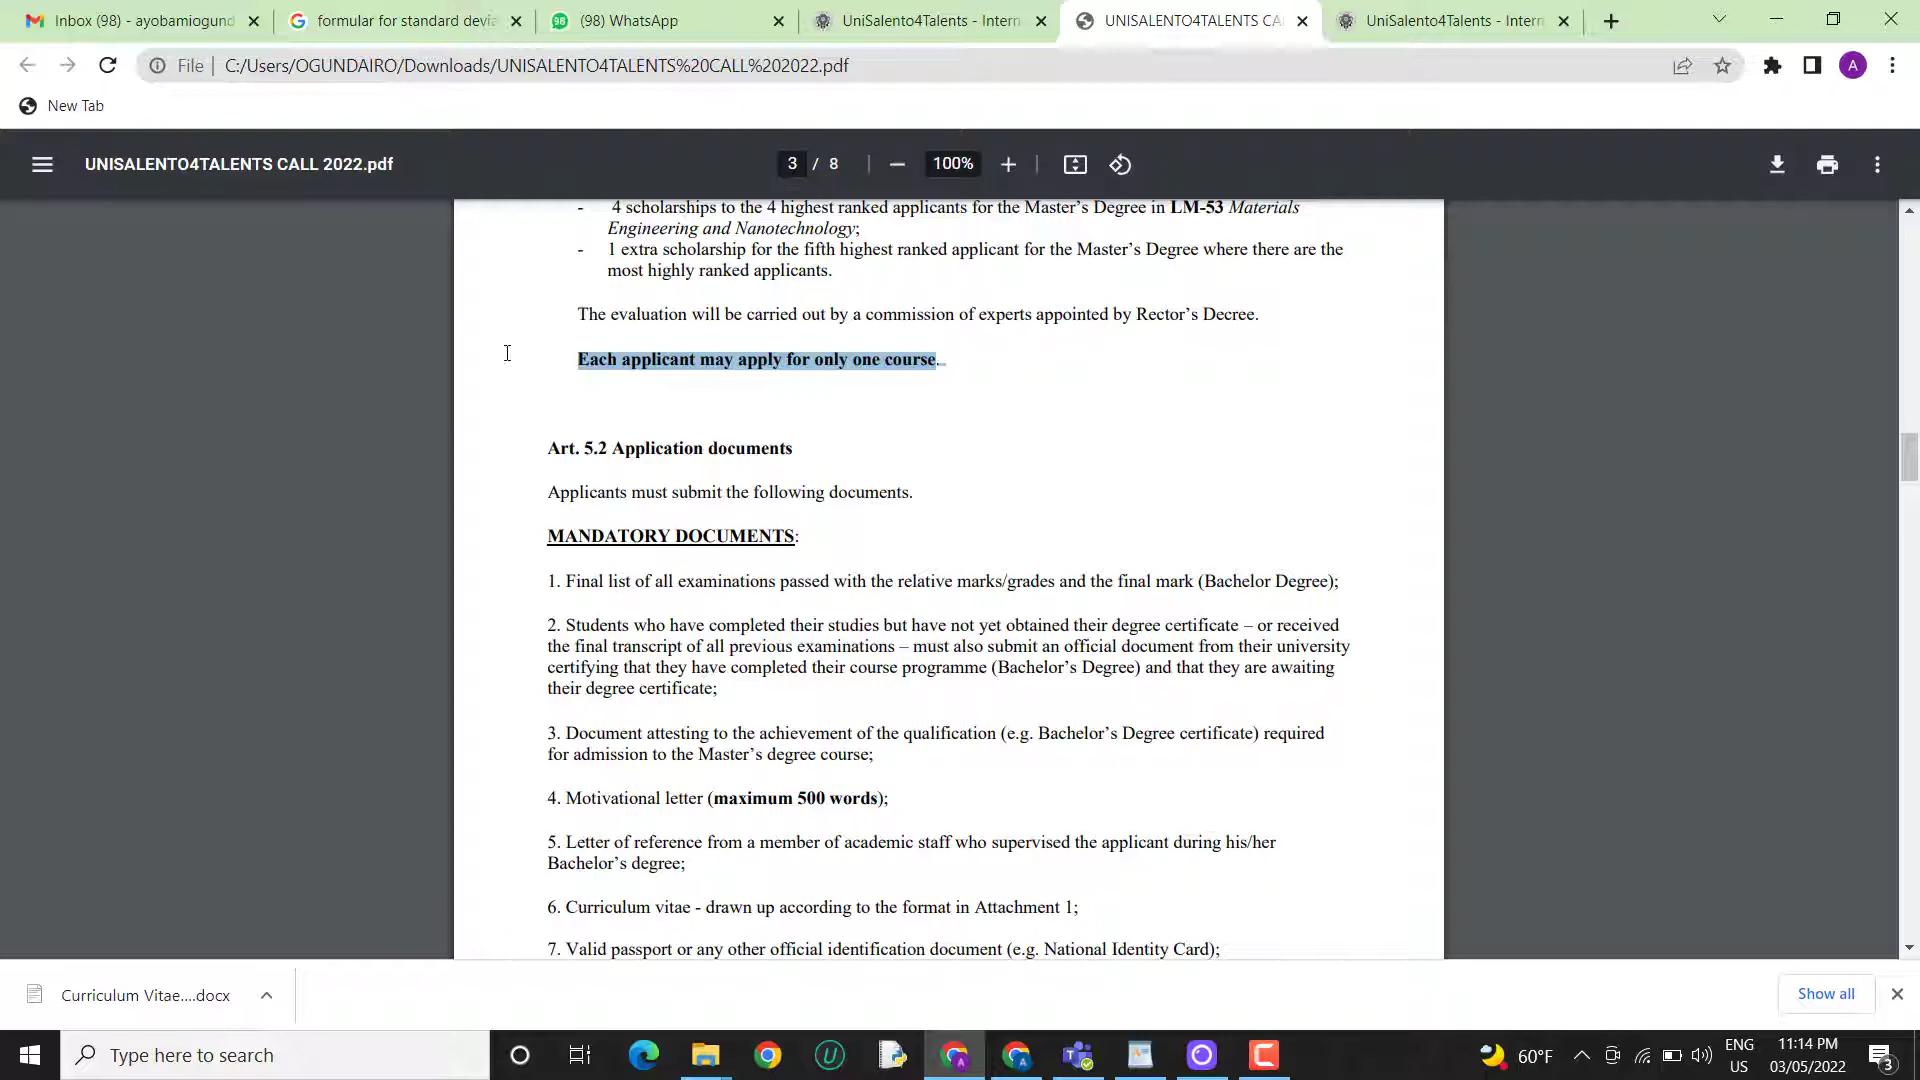 Inbox (98) - ayobamiogund
formular for standard devia
(98) WhatsApp
UniSalento4Talents - Intern
UNISALENTO4TALENTS CA
UniSalento4Talents - Intern
File
C:/Users/OGUNDAIRO/Downloads/UNISALENTO4TALENTS%20CALL%202022.pdf
A
New Tab
UNISALENTO4TALENTS CALL 2022.pdf
3 / 8
100%
- 4 scholarships to the 4 highest ranked applicants for the Master’s Degree in LM-53 Materials
Engineering and Nanotechnology;
- 1 extra scholarship for the fifth highest ranked applicant for the Master’s Degree where there are the
most highly ranked applicants.
The evaluation will be carried out by a commission of experts appointed by Rector’s Decree.
Each applicant may apply for only one course.
Art. 5.2 Application documents
Applicants must submit the following documents.
MANDATORY DOCUMENTS:
1. Final list of all examinations passed with the relative marks/grades and the final mark (Bachelor Degree);
2. Students who have completed their studies but have not yet obtained their degree certificate – or received
the final transcript of all previous examinations – must also submit an official document from their university
certifying that they have completed their course programme (Bachelor’s Degree) and that they are awaiting
their degree certificate;
3. Document attesting to the achievement of the qualification (e.g. Bachelor’s Degree certificate) required
for admission to the Master’s degree course;
4. Motivational letter (maximum 500 words);
5. Letter of reference from a member of academic staff who supervised the applicant during his/her
Bachelor’s degree;
6. Curriculum vitae - drawn up according to the format in Attachment 1;
7. Valid passport or any other official identification document (e.g. National Identity Card);
Curriculum Vitae....docx
Show all
Type here to search
60°F
ENG
US
11:14 PM
03/05/2022
3